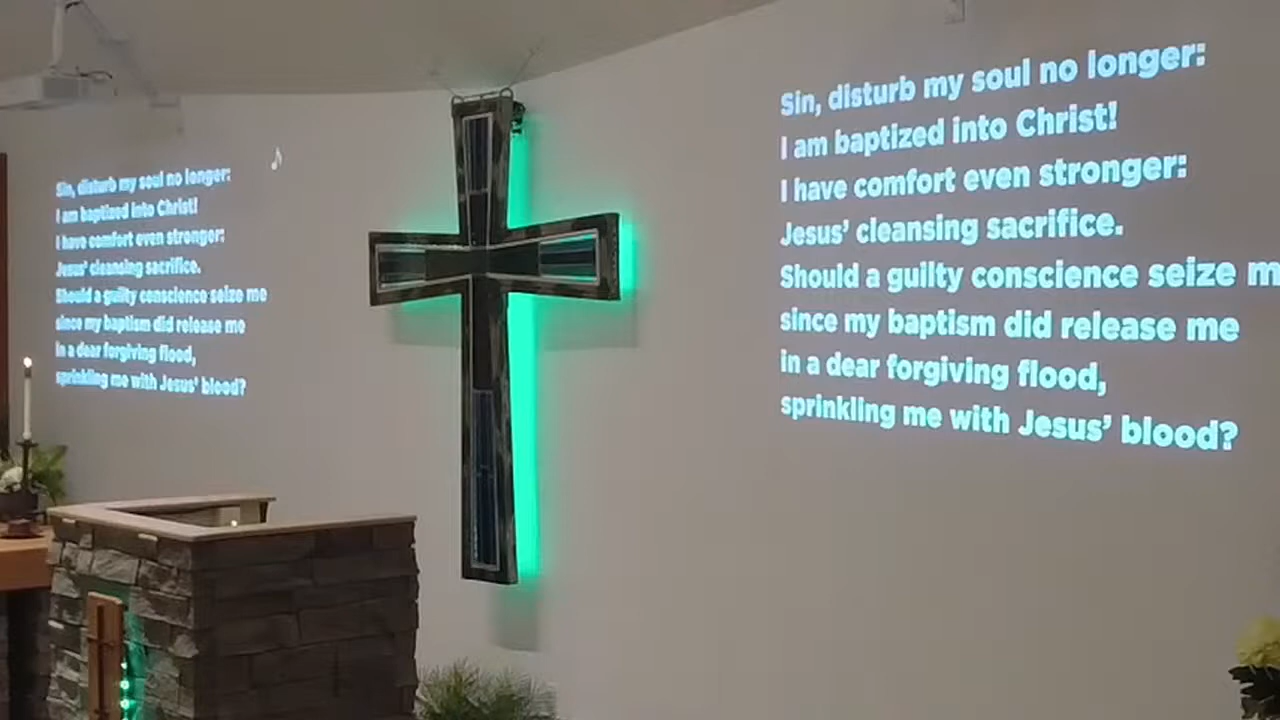 Sin, disturb my soul no longer:
I am baptized into Christ!
I have comfort even stronger:
Jesus' cleansing sacrifice.
Should a guilty conscience seize me
since my baptism did release me
in a dear forgiving flood,
sprinkling me with Jesus' blood?
Sin, disturb my soul no longer:
I am baptized into Christ!
I have comfort even stronger:
Jesus' cleansing sacrifice.
Should a guilty conscience seize m
since my baptism did release me
in a dear forgiving flood,
sprinkling me with Jesus' blood?